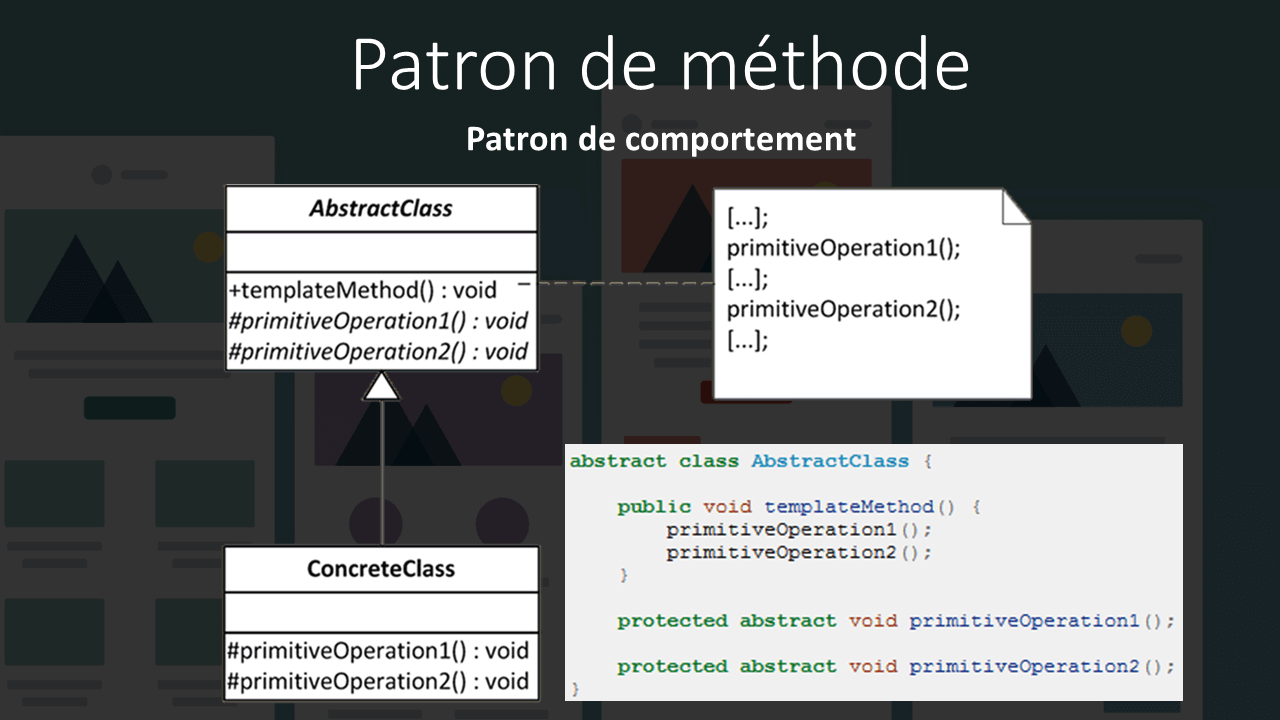 Patron de méthode
Patron de comportement
AbstractClass
+templateMethod() : void
#primitiveOperation1() : void
#primitiveOperation2() : void
[...];
primitiveOperation1();
[...];
primitiveOperation2();
[...];
ConcreteClass
#primitiveOperation1() : void
#primitiveOperation2() : void
abstract class AbstractClass {
public void templateMethod() {
primitiveOperation1();
primitiveOperation2();
}
protected abstract void primitiveOperation1();
protected abstract void primitiveOperation2();
}